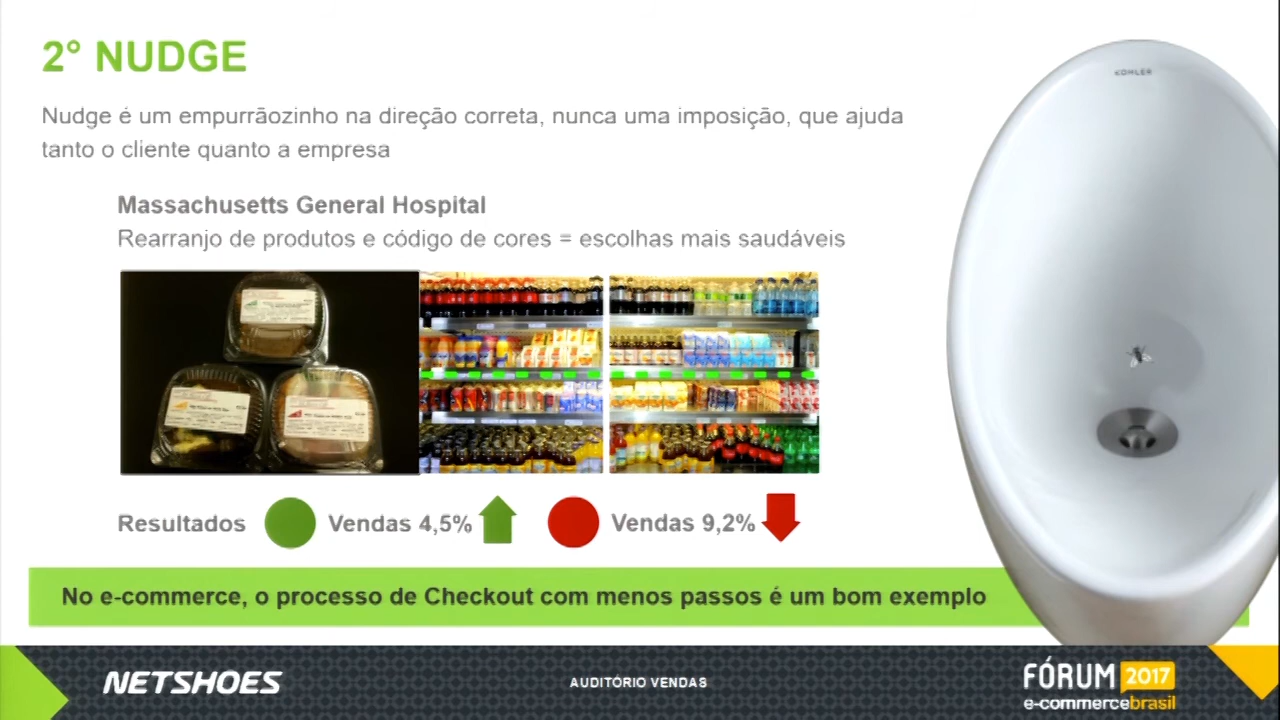 2° NUDGE
Nudge é um empurrãozinho na direção correta, nunca uma imposição, que ajuda
tanto o cliente quanto a empresa
Massachusetts General Hospital
Rearranjo de produtos e código de cores = escolhas mais saudáveis
Resultados Vendas 4,5% Vendas 9,2%
No e-commerce, o processo de Checkout com menos passos é um bom exemplo
KOHLER
NETSHOES
AUDITÓRIO VENDAS
FÓRUM 2017
e-commercebrasil